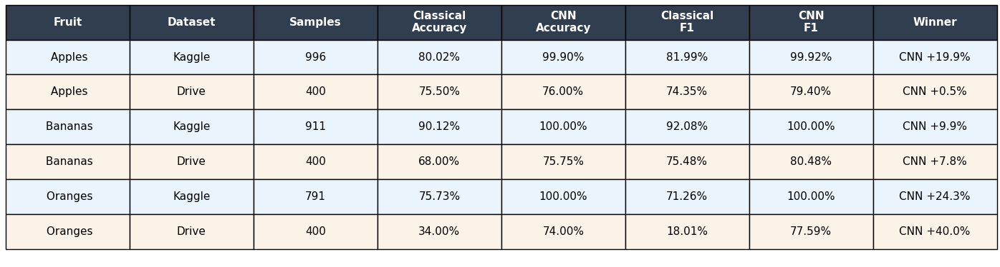 Fruit Dataset Samples Classical Accuracy CNN Accuracy Classical F1 CNN F1 Winner
Apples Kaggle 996 80.02% 99.90% 81.99% 99.92% CNN +19.9%
Apples Drive 400 75.50% 76.00% 74.35% 79.40% CNN +0.5%
Bananas Kaggle 911 90.12% 100.00% 92.08% 100.00% CNN +9.9%
Bananas Drive 400 68.00% 75.75% 75.48% 80.48% CNN +7.8%
Oranges Kaggle 791 75.73% 100.00% 71.26% 100.00% CNN +24.3%
Oranges Drive 400 34.00% 74.00% 18.01% 77.59% CNN +40.0%